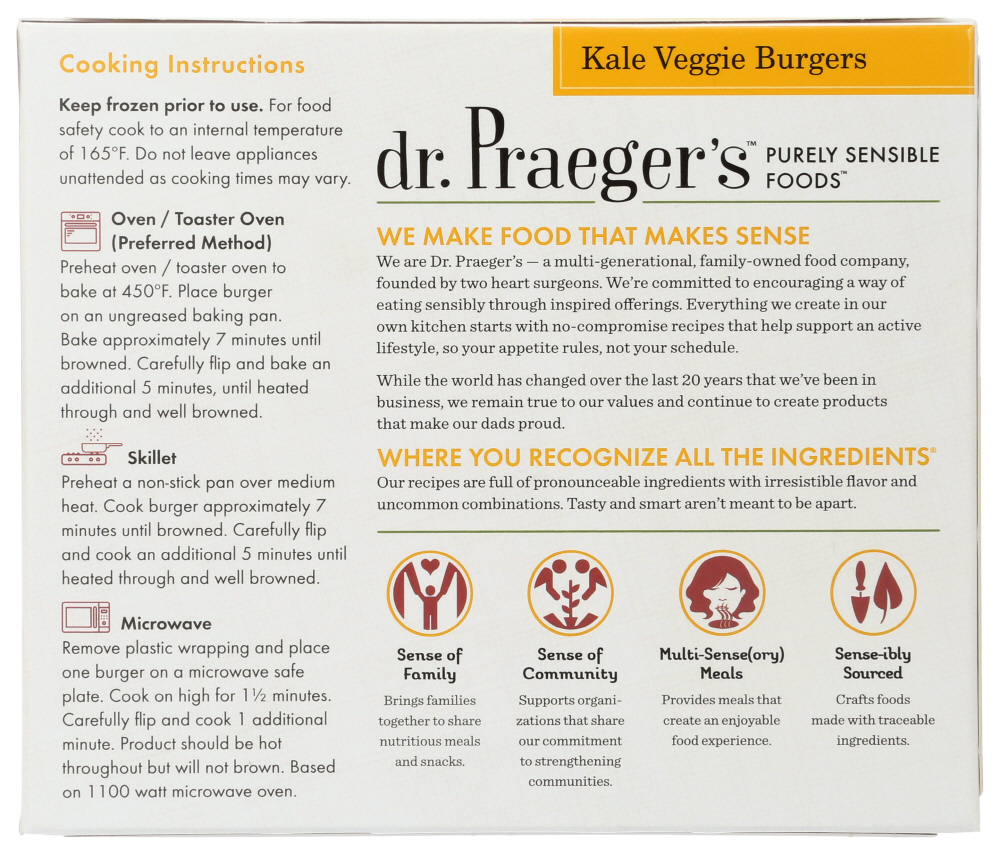 Cooking Instructions
Keep frozen prior to use. For food
safety cook to an internal temperature
of 165°F. Do not leave appliances
unattended as cooking times may vary.
Oven / Toaster Oven
(Preferred Method)
Preheat oven / toaster oven to
bake at 450°F. Place burger
on an ungreased baking pan.
Bake approximately 7 minutes until
browned. Carefully flip and bake an
additional 5 minutes, until heated
through and well browned.
Skillet
Preheat a non-stick pan over medium
heat. Cook burger approximately 7
minutes until browned. Carefully flip
and cook an additional 5 minutes until
heated through and well browned.
Microwave
Remove plastic wrapping and place
one burger on a microwave safe
plate. Cook on high for 1½ minutes.
Carefully flip and cook 1 additional
minute. Product should be hot
throughout but will not brown. Based
on 1100 watt microwave oven.
Kale Veggie Burgers
dr. Praeger's™ PURELY SENSIBLE
FOODS™
WE MAKE FOOD THAT MAKES SENSE
We are Dr. Praeger's — a multi-generational, family-owned food company,
founded by two heart surgeons. We're committed to encouraging a way of
eating sensibly through inspired offerings. Everything we create in our
own kitchen starts with no-compromise recipes that help support an active
lifestyle, so your appetite rules, not your schedule.
While the world has changed over the last 20 years that we've been in
business, we remain true to our values and continue to create products
that make our dads proud.
WHERE YOU RECOGNIZE ALL THE INGREDIENTS®
Our recipes are full of pronounceable ingredients with irresistible flavor and
uncommon combinations. Tasty and smart aren't meant to be apart.
Sense of
Family
Brings families
together to share
nutritious meals
and snacks.
Sense of
Community
Supports organi-
zations that share
our commitment
to strengthening
communities.
Multi-Sense(ory)
Meals
Provides meals that
create an enjoyable
food experience.
Sense-ibly
Sourced
Crafts foods
made with traceable
ingredients.